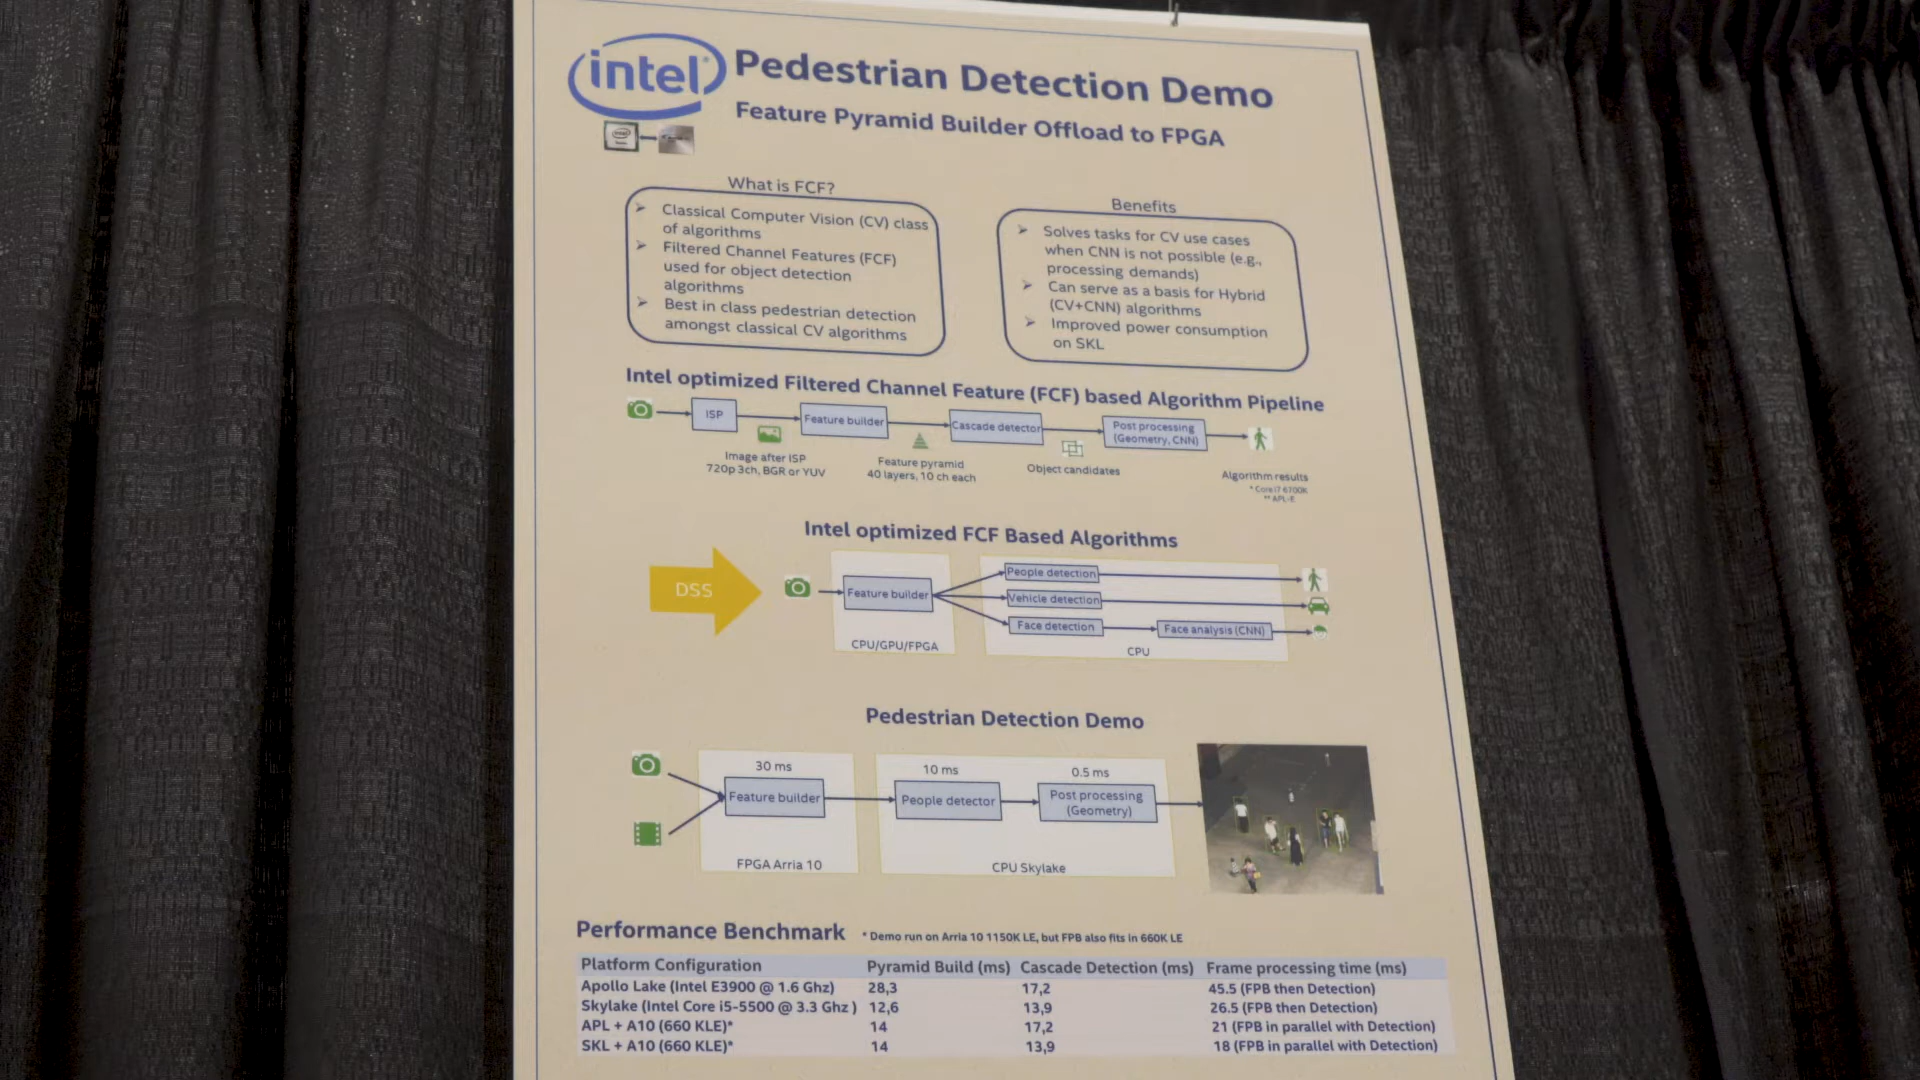 intel
Pedestrian Detection Demo
Feature Pyramid Builder Offload to FPGA
What is FCF?
➢ Classical Computer Vision (CV) class
of algorithms
➢ Filtered Channel Features (FCF)
used for object detection
algorithms
➢ Best in class pedestrian detection
amongst classical CV algorithms
Benefits
➢ Solves tasks for CV use cases
when CNN is not possible (e.g.,
processing demands)
➢ Can serve as a basis for Hybrid
(CV+CNN) algorithms
➢ Improved power consumption
on SKL
Intel optimized Filtered Channel Feature (FCF) based Algorithm Pipeline
ISP
Feature builder
Cascade detector
Post processing
(Geometry, CNN)
Image after ISP
720p 3ch, BGR or YUV
Feature pyramid
40 layers, 10 ch each
Object candidates
Algorithm results
* Core i7 6700K
** APL-E
Intel optimized FCF Based Algorithms
DSS
Feature builder
CPU/GPU/FPGA
People detection
Vehicle detection
Face detection
Face analysis (CNN)
CPU
Pedestrian Detection Demo
30 ms
Feature builder
FPGA Arria 10
10 ms
People detector
0.5 ms
Post processing
(Geometry)
CPU Skylake
Performance Benchmark * Demo run on Arria 10 1150K LE, but FPB also fits in 660K LE
Platform Configuration Pyramid Build (ms) Cascade Detection (ms) Frame processing time (ms)
Apollo Lake (Intel E3900 @ 1.6 Ghz) 28,3 17,2 45.5 (FPB then Detection)
Skylake (Intel Core i5-5500 @ 3.3 Ghz ) 12,6 13,9 26.5 (FPB then Detection)
APL + A10 (660 KLE)* 14 17,2 21 (FPB in parallel with Detection)
SKL + A10 (660 KLE)* 14 13,9 18 (FPB in parallel with Detection)